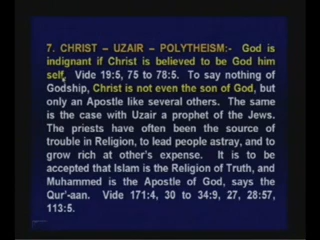 7. CHRIST – UZAIR – POLYTHEISM:- God is
indignant if Christ is believed to be God him
self. Vide 19:5, 75 to 78:5. To say nothing of
Godship, Christ is not even the son of God, but
only an Apostle like several others. The same
is the case with Uzair a prophet of the Jews.
The priests have often been the source of
trouble in Religion, to lead people astray, and to
grow rich at other's expense. It is to be
accepted that Islam is the Religion of Truth, and
Muhammed is the Apostle of God, says the
Qur'-aan. Vide 171:4, 30 to 34:9, 27, 28:57,
113:5.